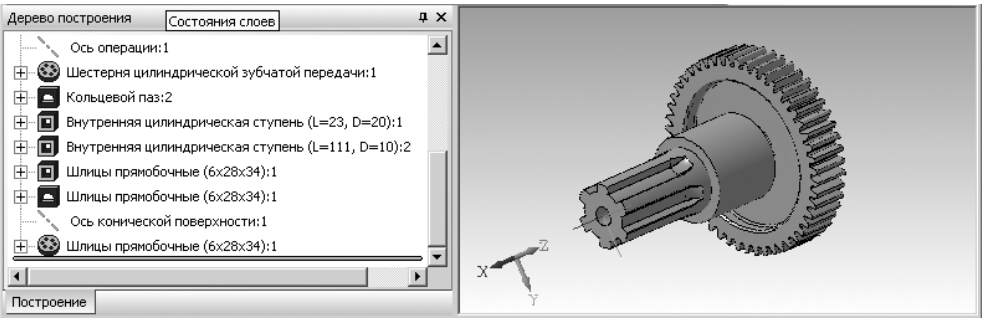 Дерево построения
Состояния слоев
Ось операции:1
Шестерня цилиндрической зубчатой передачи:1
Кольцевой паз:2
Внутренняя цилиндрическая ступень (L=23, D=20):1
Внутренняя цилиндрическая ступень (L=111, D=10):2
Шлицы прямобочные (6x28x34):1
Шлицы прямобочные (6x28x34):1
Ось конической поверхности:1
Шлицы прямобочные (6x28x34):1
Построение
Z
X
Y